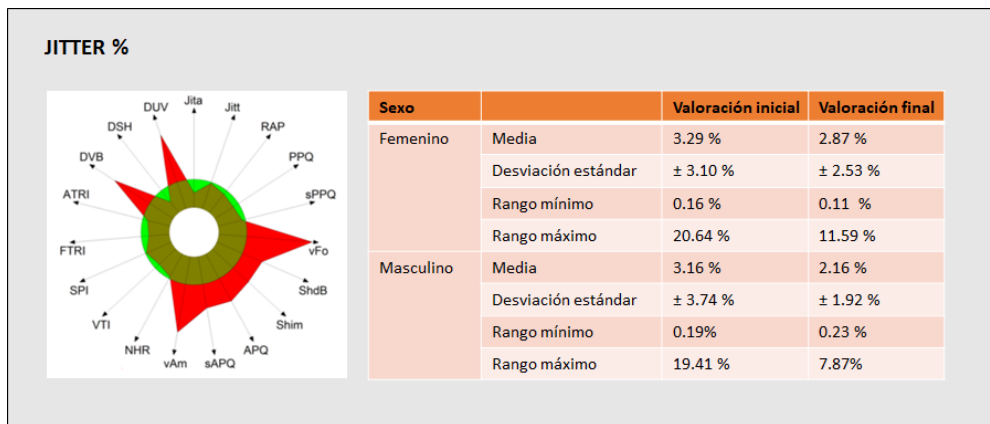 JITTER %
Jita
Jitt
RAP
PPQ
sPPQ
vFo
ShdB
Shim
APQ
sAPQ
vAm
NHR
VTI
SPI
FTRI
ATRI
DVB
DSH
DUV
Sexo Valoración inicial Valoración final
Femenino Media 3.29 % 2.87 %
Desviación estándar ± 3.10 % ± 2.53 %
Rango mínimo 0.16 % 0.11 %
Rango máximo 20.64 % 11.59 %
Masculino Media 3.16 % 2.16 %
Desviación estándar ± 3.74 % ± 1.92 %
Rango mínimo 0.19% 0.23 %
Rango máximo 19.41 % 7.87%